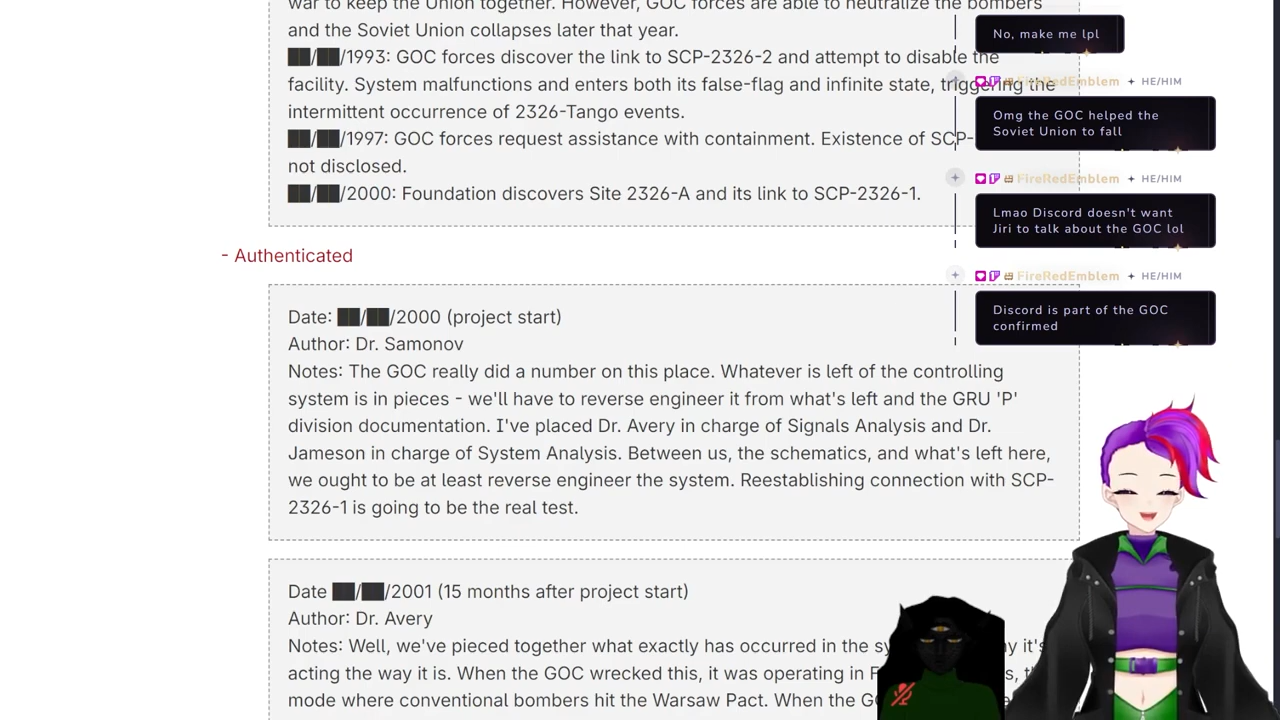 war to keep the Union together. However, GOC forces are able to neutralize the bombers
and the Soviet Union collapses later that year.
██/██/1993: GOC forces discover the link to SCP-2326-2 and attempt to disable the
facility. System malfunctions and enters both its false-flag and infinite state, triggering the
intermittent occurrence of 2326-Tango events.
██/██/1997: GOC forces request assistance with containment. Existence of SCP-
not disclosed.
██/██/2000: Foundation discovers Site 2326-A and its link to SCP-2326-1.
- Authenticated
Date: ██/██/2000 (project start)
Author: Dr. Samonov
Notes: The GOC really did a number on this place. Whatever is left of the controlling
system is in pieces - we'll have to reverse engineer it from what's left and the GRU 'P'
division documentation. I've placed Dr. Avery in charge of Signals Analysis and Dr.
Jameson in charge of System Analysis. Between us, the schematics, and what's left here,
we ought to be at least reverse engineer the system. Reestablishing connection with SCP-
2326-1 is going to be the real test.
Date ██/██/2001 (15 months after project start)
Author: Dr. Avery
Notes: Well, we've pieced together what exactly has occurred in the it's
acting the way it is. When the GOC wrecked this, it was operating in
mode where conventional bombers hit the Warsaw Pact. When the
No, make me lpl
FireRedEmblem HE/HIM
Omg the GOC helped the
Soviet Union to fall
FireRedEmblem HE/HIM
Lmao Discord doesn't want
Jiri to talk about the GOC lol
FireRedEmblem HE/HIM
Discord is part of the GOC
confirmed